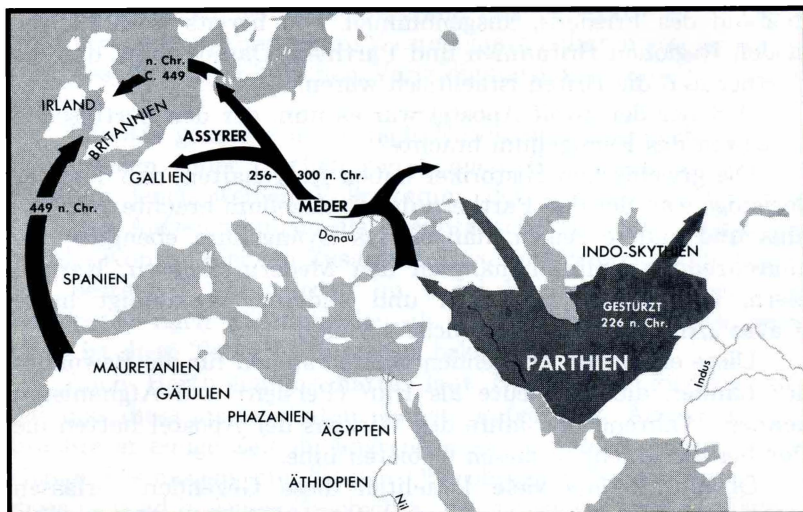 n. Chr.
C. 449
IRLAND
BRITANNIEN
ASSYRER
GALLIEN
256-
300 n. Chr.
MEDER
449 n. Chr.
Donau
SPANIEN
INDO-SKYTHIEN
GESTÜRZT
226 n. Chr.
PARTHIEN
Indus
MAURETANIEN
GÄTULIEN
PHAZANIEN
ÄGYPTEN
ÄTHIOPIEN
Nil